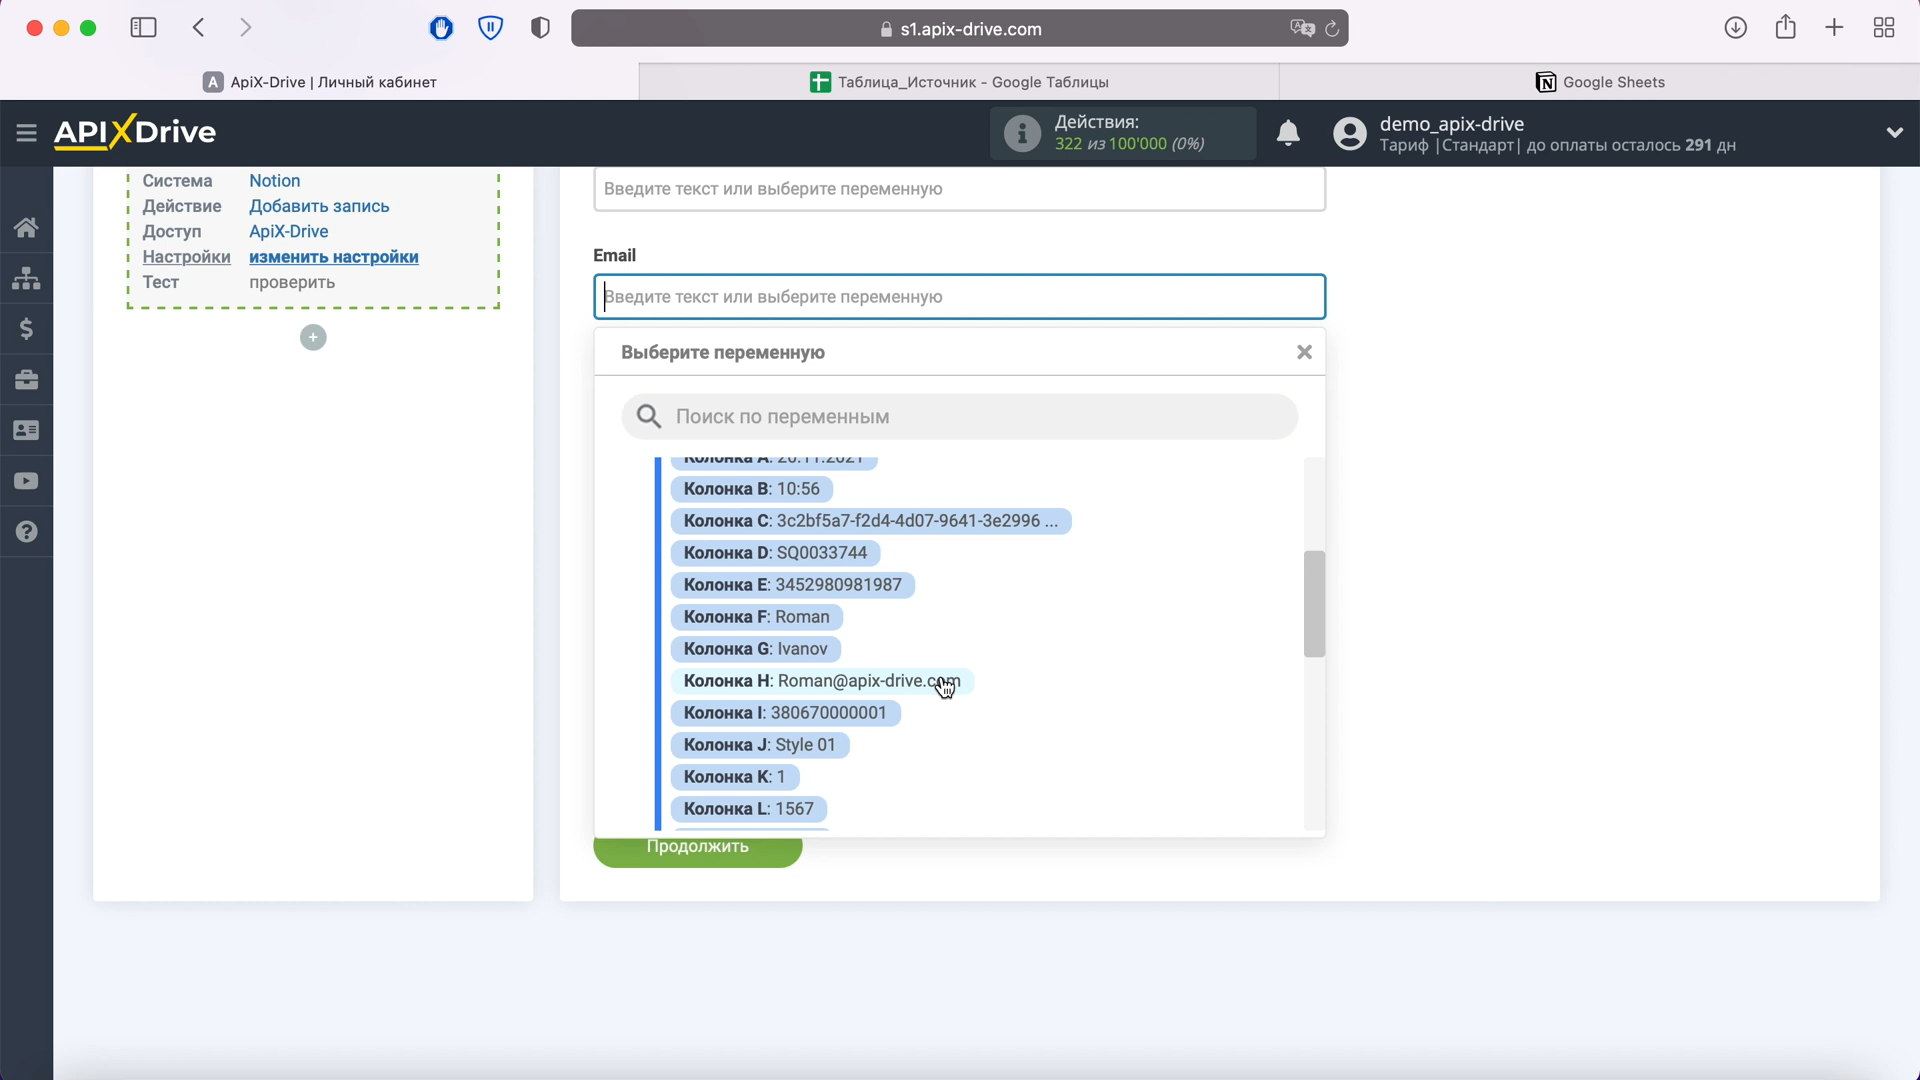 s1.apix-drive.com
A ApiX-Drive | Личный кабинет
Таблица_Источник - Google Таблицы
Google Sheets
APIXDrive
Действия:
322 из 100'000 (0%)
demo_apix-drive
Тариф |Стандарт| до оплаты осталось 291 дн
Система Notion
Действие Добавить запись
Доступ ApiX-Drive
Настройки изменить настройки
Тест проверить
Введите текст или выберите переменную
Email
Введите текст или выберите переменную
Выберите переменную
Поиск по переменным
Колонка A: 20.11.2021
Колонка B: 10:56
Колонка C: 3c2bf5a7-f2d4-4d07-9641-3e2996 ...
Колонка D: SQ0033744
Колонка E: 3452980981987
Колонка F: Roman
Колонка G: Ivanov
Колонка H: Roman@apix-drive.com
Колонка I: 380670000001
Колонка J: Style 01
Колонка K: 1
Колонка L: 1567
Продолжить